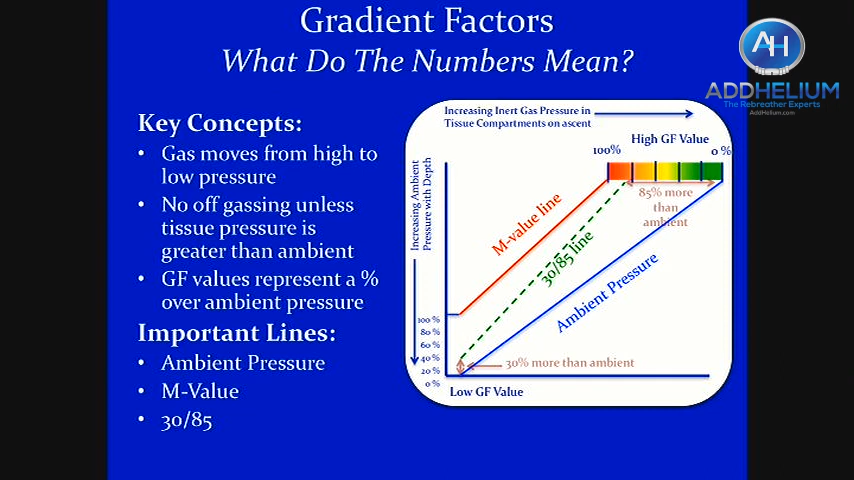 Gradient Factors
What Do The Numbers Mean?
AH
ADDHELIUM
The Rebreather Experts
AddHelium.com
Key Concepts:
• Gas moves from high to
low pressure
• No off gassing unless
tissue pressure is
greater than ambient
• GF values represent a %
over ambient pressure
Important Lines:
• Ambient Pressure
• M-Value
• 30/85
Increasing Inert Gas Pressure in
Tissue Compartments on ascent
High GF Value
100%
0 %
85% more
than
ambient
Increasing Ambient
Pressure with Depth
M-value line
30/85 line
Ambient Pressure
100 %
80 %
60 %
40 %
20 %
0 %
30% more than ambient
Low GF Value